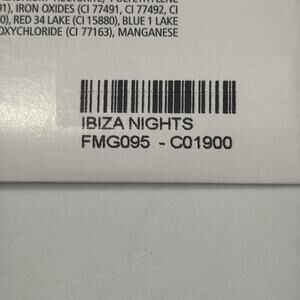 91), IRON OXIDES (CI 77491, CI 77492, CI
0), RED 34 LAKE (CI 15880), BLUE 1 LAKE
OXYCHLORIDE (CI 77163), MANGANESE
IBIZA NIGHTS
FMG095 - C01900